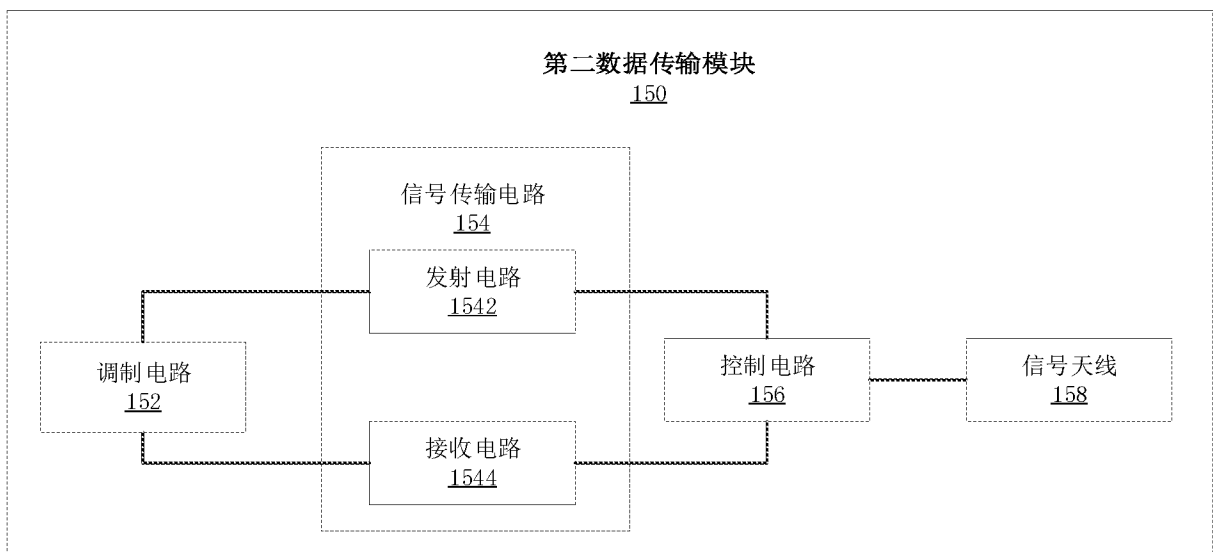 第二数据传输模块
150
信号传输电路
154
发射电路
1542
调制电路
152
控制电路
156
信号天线
158
接收电路
1544